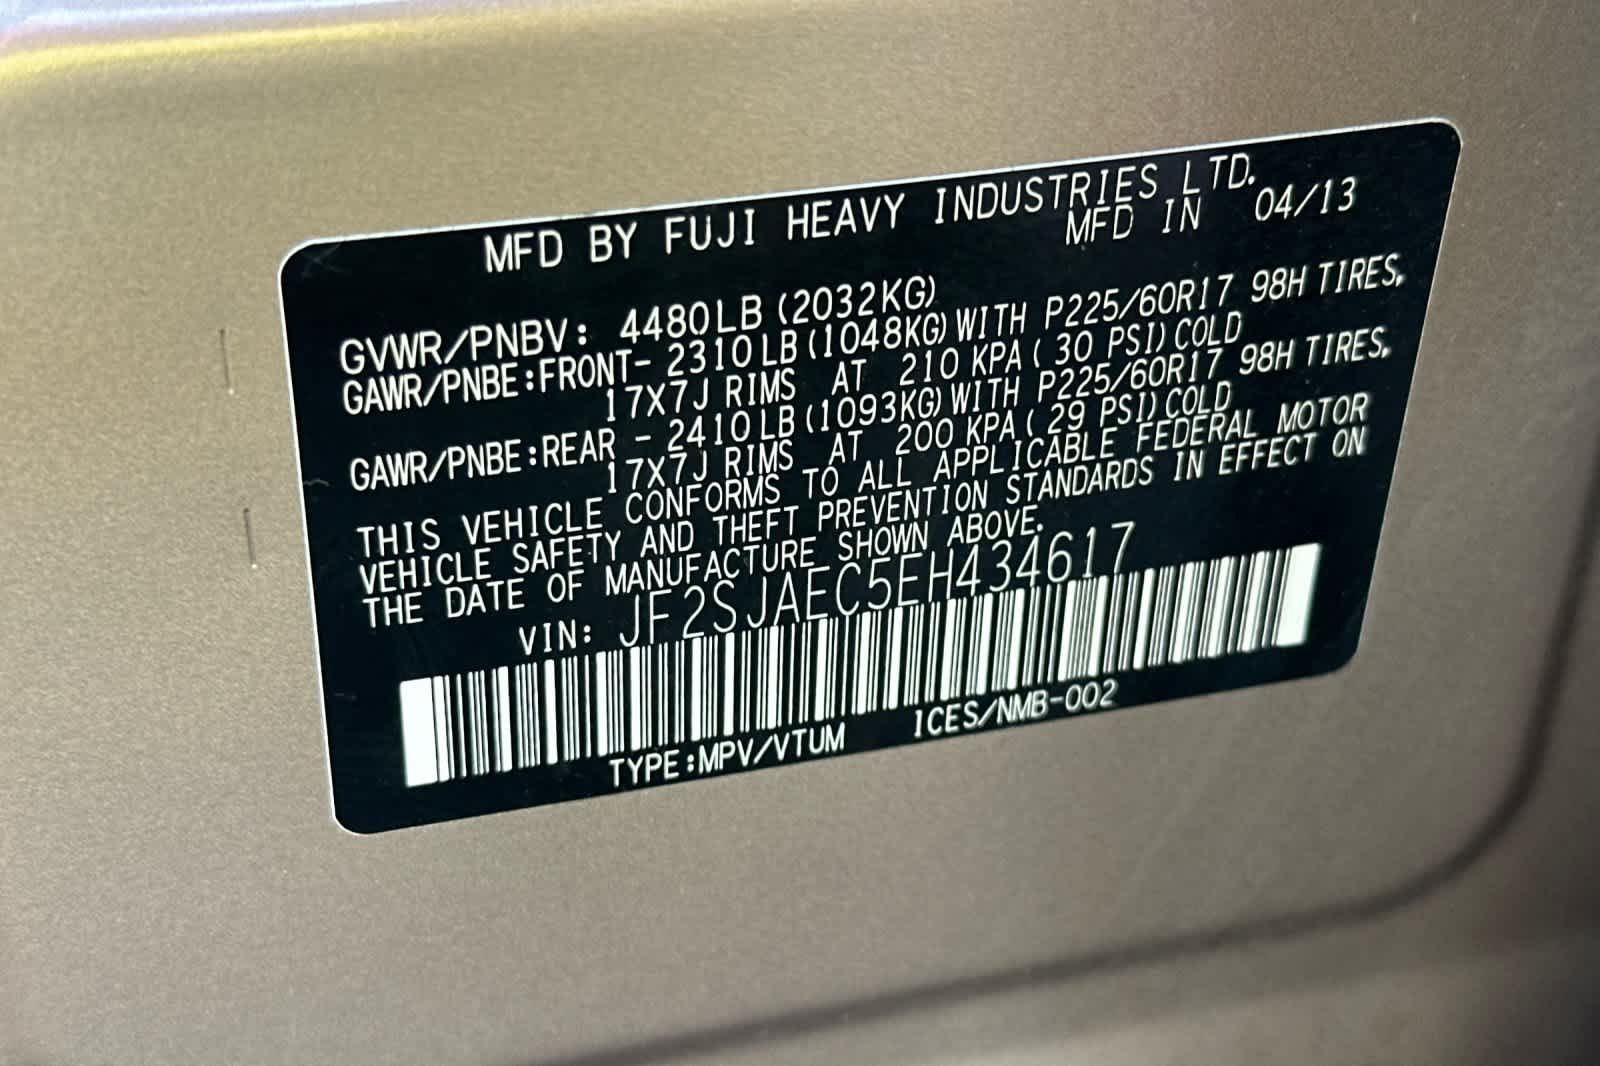 MFD BY FUJI HEAVY INDUSTRIES LTD.
MFD IN 04/13
GVWR/PNBV: 4480LB (2032KG)
GAWR/PNBE:FRONT- 2310LB(1048KG)WITH P225/60R17 98H TIRES,
17X7J RIMS AT 210 KPA( 30 PSI)COLD
GAWR/PNBE:REAR - 2410LB(1093KG)WITH P225/60R17 98H TIRES,
17X7J RIMS AT 200 KPA( 29 PSI)COLD
THIS VEHICLE CONFORMS TO ALL APPLICABLE FEDERAL MOTOR
VEHICLE SAFETY AND THEFT PREVENTION STANDARDS IN EFFECT ON
THE DATE OF MANUFACTURE SHOWN ABOVE.
VIN: JF2SJAEC5EH434617
TYPE:MPV/VTUM ICES/NMB-002